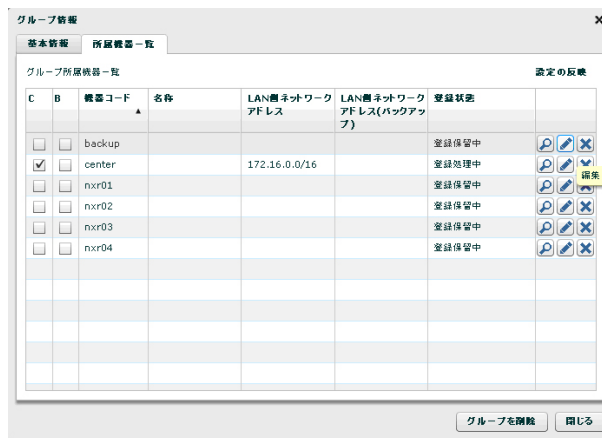 グループ情報
基本情報 所属機器一覧
グループ所属機器一覧 設定の反映
C B 機器コード 名称 LAN側ネットワークアドレス LAN側ネットワークアドレス(バックアップ) 登録状態
backup 登録保留中
center 172.16.0.0/16 登録処理中
編集
nxr01 登録保留中
nxr02 登録保留中
nxr03 登録保留中
nxr04 登録保留中
グループを削除 閉じる